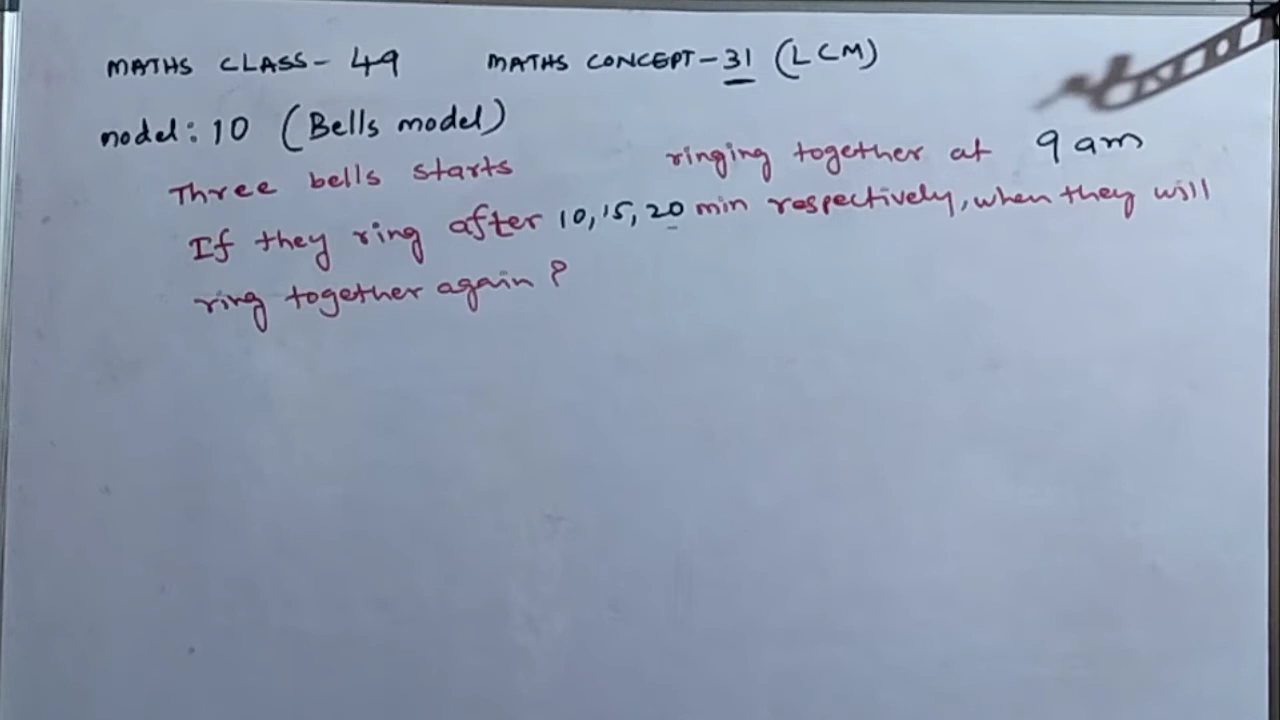 MATHS CLASS - 49 MATHS CONCEPT - 31 (LCM)
model: 10 (Bells model)
Three bells starts ringing together at 9 am
If they ring after 10, 15, 20 min respectively, when they will
ring together again ?